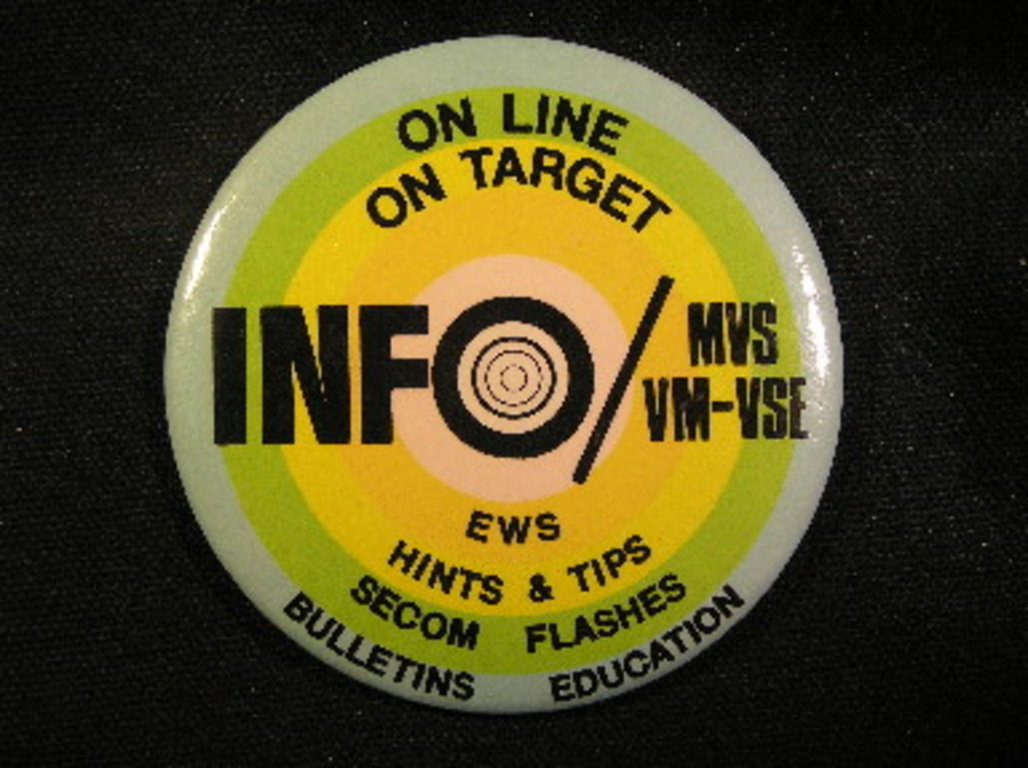 ON LINE
ON TARGET
INFO/ MVS
VM-VSE
EWS
HINTS & TIPS
SECOM FLASHES
BULLETINS EDUCATION